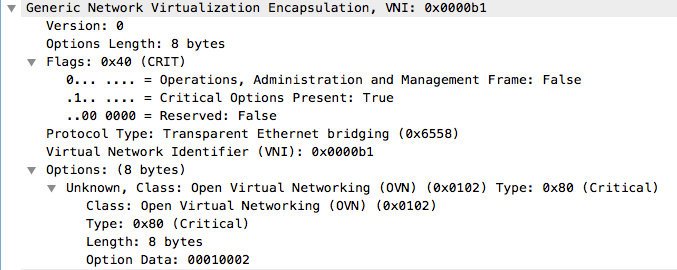 Generic Network Virtualization Encapsulation, VNI: 0x0000b1
Version: 0
Options Length: 8 bytes
Flags: 0x40 (CRIT)
0... .... = Operations, Administration and Management Frame: False
.1.. .... = Critical Options Present: True
..00 0000 = Reserved: False
Protocol Type: Transparent Ethernet bridging (0x6558)
Virtual Network Identifier (VNI): 0x0000b1
Options: (8 bytes)
Unknown, Class: Open Virtual Networking (OVN) (0x0102) Type: 0x80 (Critical)
Class: Open Virtual Networking (OVN) (0x0102)
Type: 0x80 (Critical)
Length: 8 bytes
Option Data: 00010002